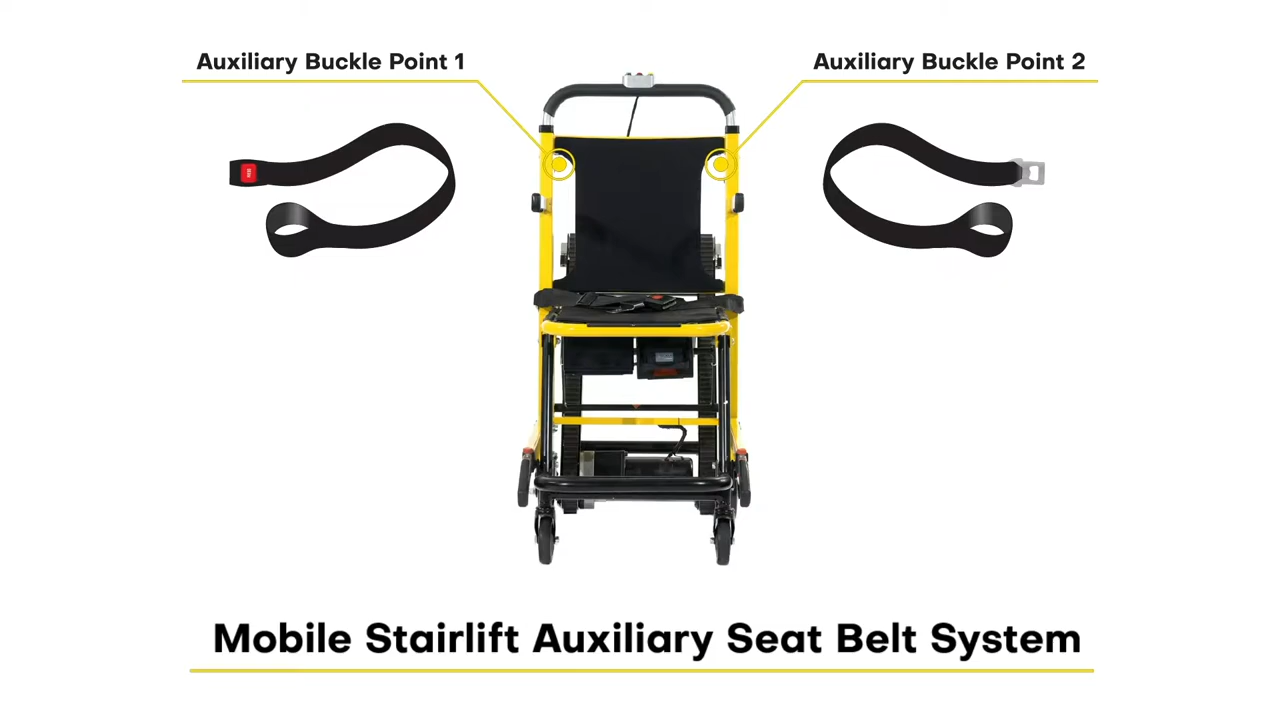 Auxiliary Buckle Point 1
Auxiliary Buckle Point 2
Mobile Stairlift Auxiliary Seat Belt System